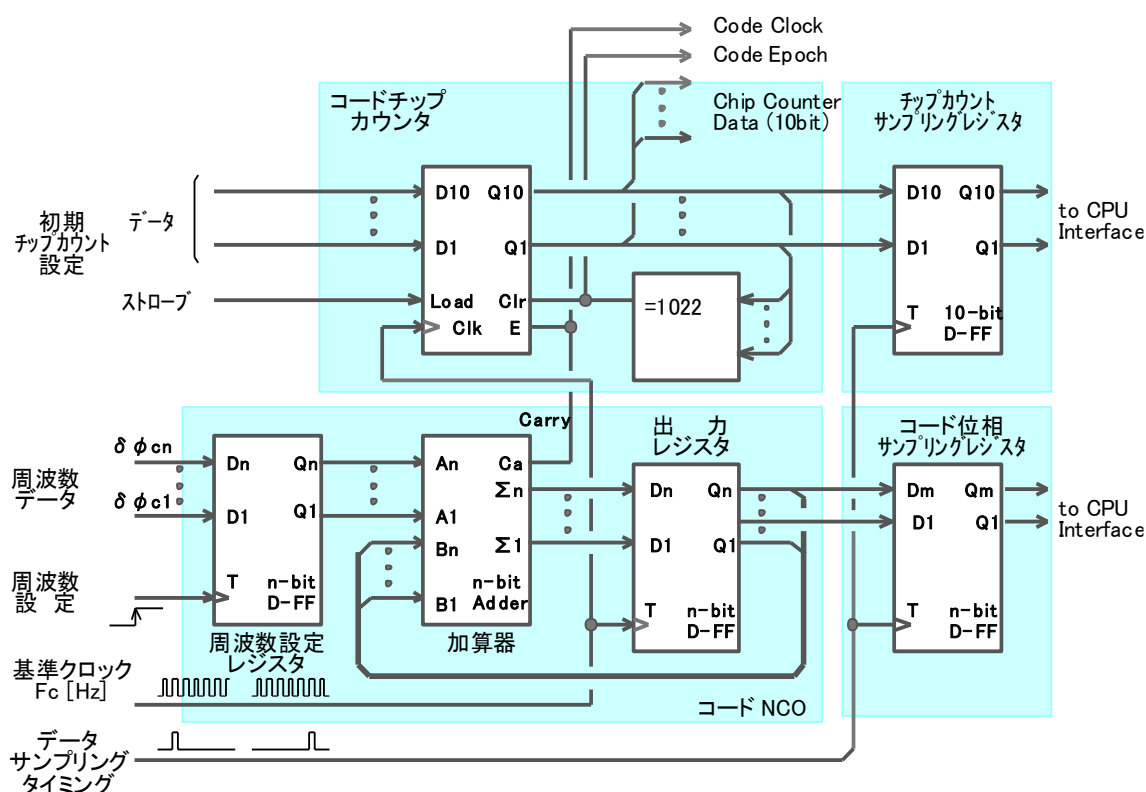 Code Clock
Code Epoch
コードチップ
カウンタ
Chip Counter
Data (10bit)
チップカウント
サンプリングレジスタ
初期
チップカウント
設定
データ
ストローブ
D10 Q10
D1 Q1
Load Clr
Clk E
=1022
D10 Q10
D1 Q1
T 10-bit
D-FF
to CPU
Interface
Carry
周波数
データ
δφcn
δφc1
周波数
設 定
Dn Qn
D1 Q1
T n-bit
D-FF
周波数設定
レジスタ
An Ca
Σn
A1
Bn Σ1
n-bit
B1 Adder
加算器
出 力
レジスタ
Dn Qn
D1 Q1
T n-bit
D-FF
コード位相
サンプリングレジスタ
Dm Qm
D1 Q1
T n-bit
D-FF
to CPU
Interface
基準クロック
Fc [Hz]
コード NCO
データ
サンプリング
タイミング